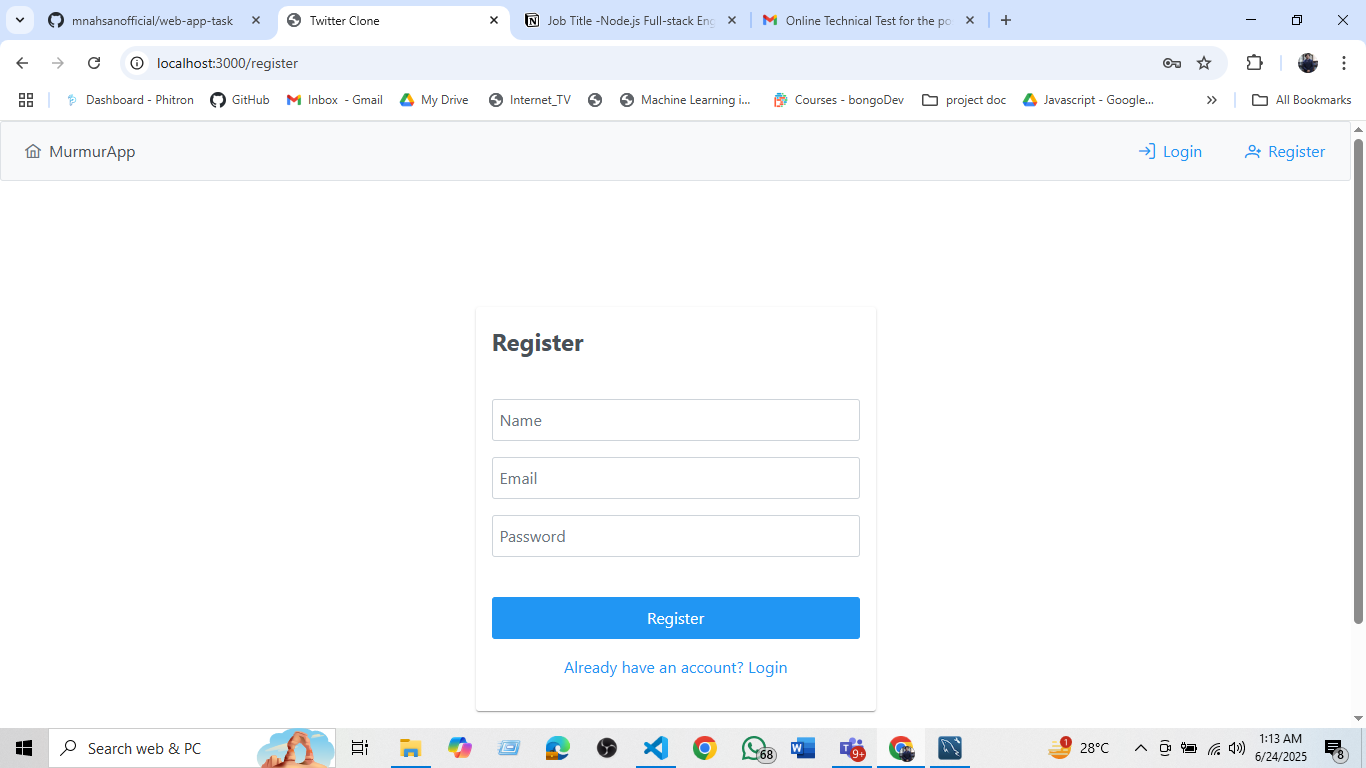 mnahsanofficial/web-app-task
Twitter Clone
Job Title -Node.js Full-stack Eng
Online Technical Test for the po
localhost:3000/register
Dashboard - Phitron
GitHub
Inbox - Gmail
My Drive
Internet_TV
Machine Learning i...
Courses - bongoDev
project doc
Javascript - Google...
All Bookmarks
MurmurApp
Login
Register
Register
Name
Email
Password
Register
Already have an account? Login
Search web & PC
68
9+
1
28°C
1:13 AM
6/24/2025
8